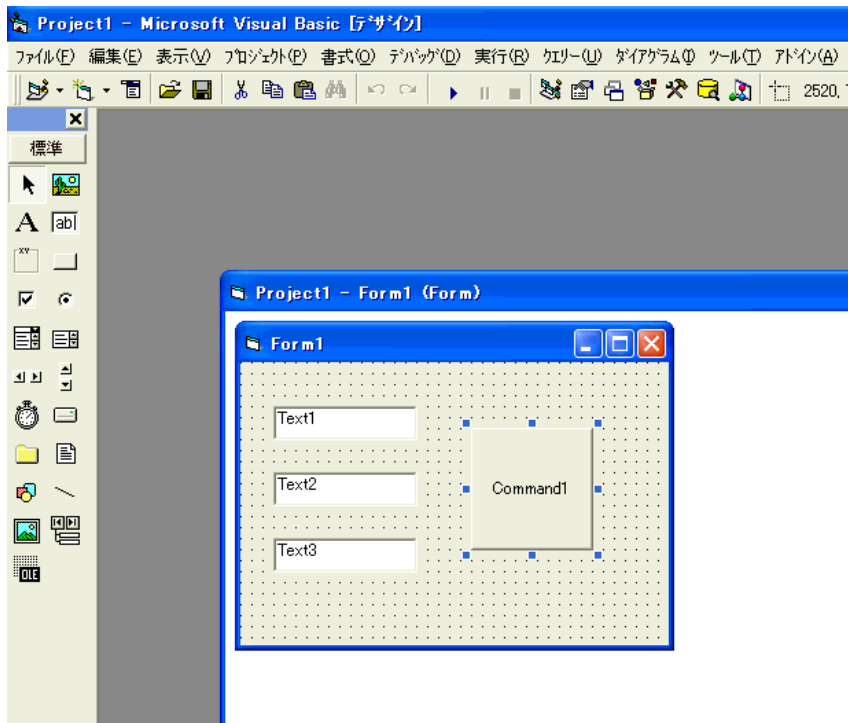 Project1 - Microsoft Visual Basic [ﾃﾞｻﾞｲﾝ]
ﾌｧｲﾙ(F) 編集(E) 表示(V) ﾌﾟﾛｼﾞｪｸﾄ(P) 書式(O) ﾃﾞﾊﾞｯｸﾞ(D) 実行(R) ｸｴﾘｰ(U) ﾀﾞｲｱｸﾞﾗﾑ(I) ﾂｰﾙ(T) ｱﾄﾞｲﾝ(A)
2520,
標準
A
ab
XY
OLE
Project1 - Form1 (Form)
Form1
Text1
Text2
Text3
Command1